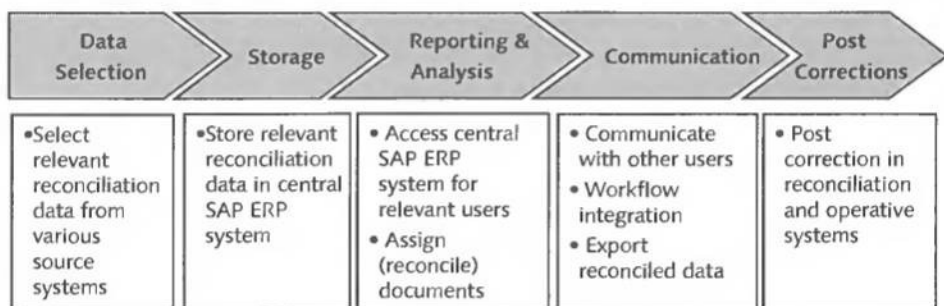 Data
Selection
Storage
Reporting &
Analysis
Communication
Post
Corrections
•Select
relevant
reconciliation
data from
various
source
systems
•Store relevant
reconciliation
data in central
SAP ERP
system
• Access central
SAP ERP
system for
relevant users
• Assign
(reconcile)
documents
• Communicate
with other users
• Workflow
integration
• Export
reconciled data
• Post
correction in
reconciliation
and operative
systems